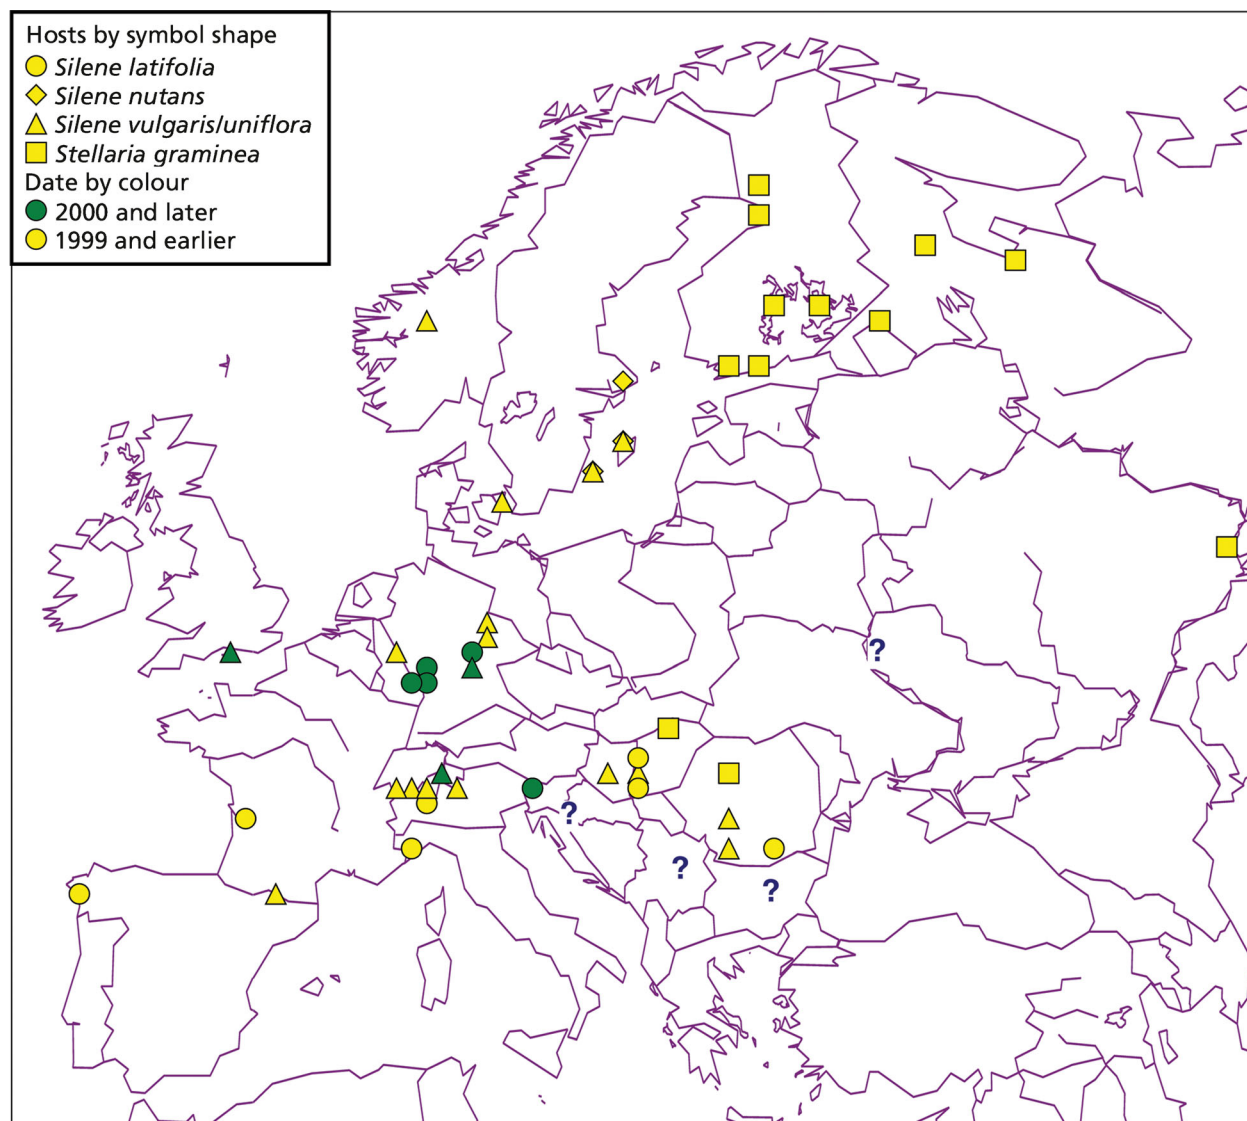 Hosts by symbol shape
Silene latifolia
Silene nutans
Silene vulgaris/uniflora
Stellaria graminea
Date by colour
2000 and later
1999 and earlier
?
?
?
?